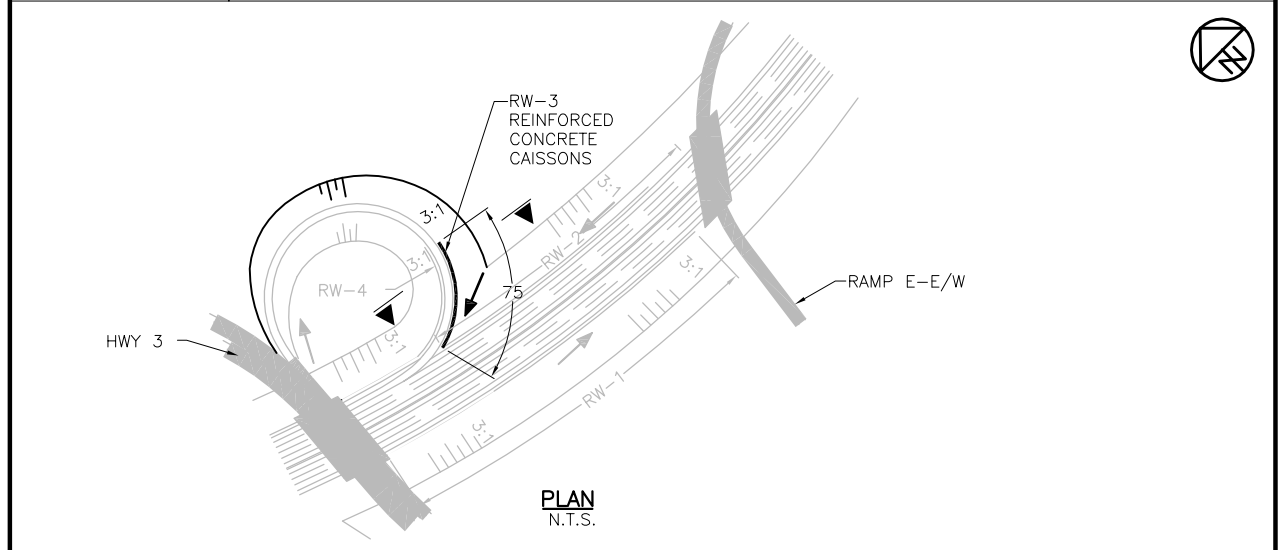 RW-3
REINFORCED
CONCRETE
CAISSONS
3:1
3:1
3:1
RW-2
3:1
RW-4
75
3:1
RAMP E-E/W
HWY 3
RW-1
3:1
PLAN
N.T.S.
N